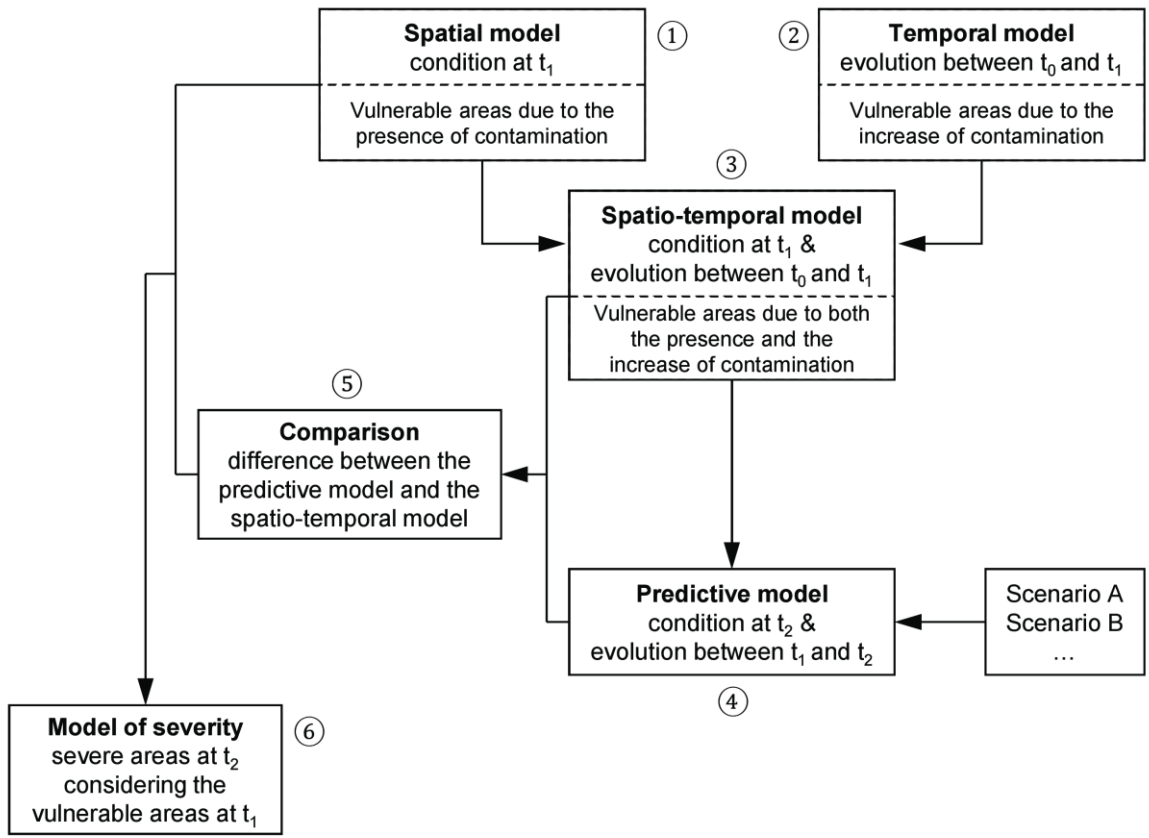 Spatial model
condition at t₁
Vulnerable areas due to the
presence of contamination
①
②
Temporal model
evolution between t₀ and t₁
Vulnerable areas due to the
increase of contamination
③
Spatio-temporal model
condition at t₁ &
evolution between t₀ and t₁
Vulnerable areas due to both
the presence and the
increase of contamination
⑤
Comparison
difference between the
predictive model and the
spatio-temporal model
Predictive model
condition at t₂ &
evolution between t₁ and t₂
④
Scenario A
Scenario B
...
Model of severity
severe areas at t₂
considering the
vulnerable areas at t₁
⑥